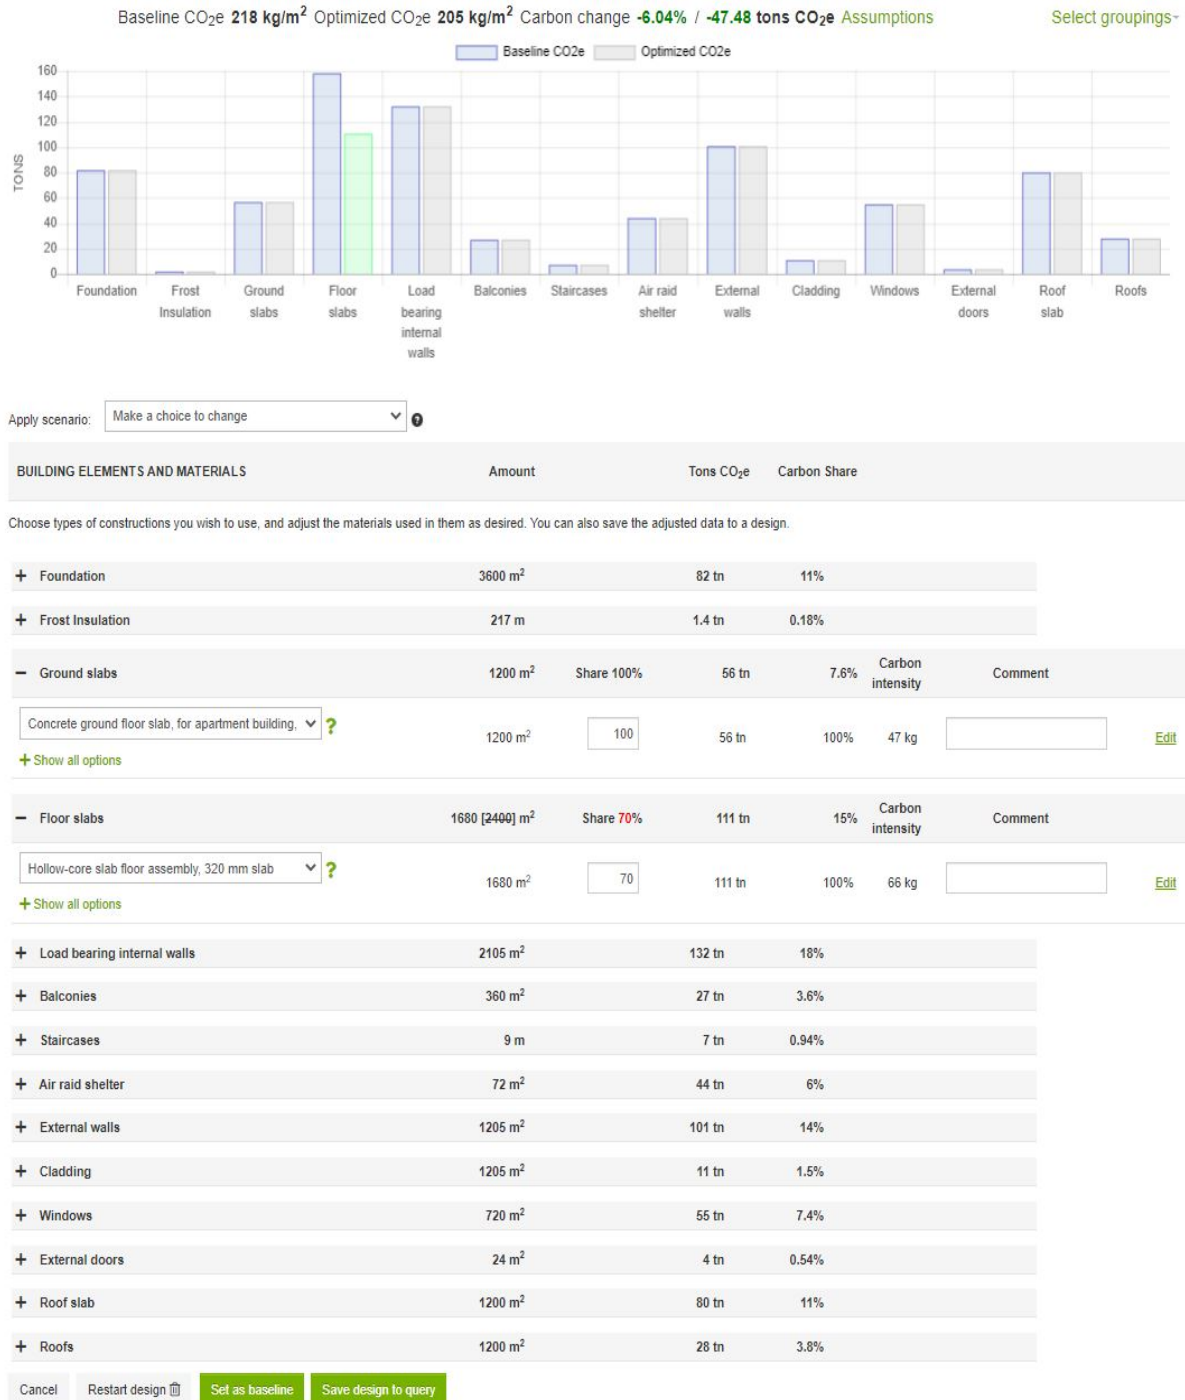 Baseline CO₂e 218 kg/m² Optimized CO₂e 205 kg/m² Carbon change -6.04% / -47.48 tons CO₂e Assumptions Select groupings
Baseline CO2e Optimized CO2e
160
140
120
100
80
60
40
20
0
TONS
Foundation
Frost Insulation
Ground slabs
Floor slabs
Load bearing internal walls
Balconies
Staircases
Air raid shelter
External walls
Cladding
Windows
External doors
Roof slab
Roofs
Apply scenario: Make a choice to change ?
BUILDING ELEMENTS AND MATERIALS Amount Tons CO₂e Carbon Share
Choose types of constructions you wish to use, and adjust the materials used in them as desired. You can also save the adjusted data to a design.
+ Foundation 3600 m² 82 tn 11%
+ Frost Insulation 217 m 1.4 tn 0.18%
− Ground slabs 1200 m² Share 100% 56 tn 7.6% Carbon intensity Comment
Concrete ground floor slab, for apartment building, ? 1200 m² 100 56 tn 100% 47 kg Edit
+ Show all options
− Floor slabs 1680 [2400] m² Share 70% 111 tn 15% Carbon intensity Comment
Hollow-core slab floor assembly, 320 mm slab ? 1680 m² 70 111 tn 100% 66 kg Edit
+ Show all options
+ Load bearing internal walls 2105 m² 132 tn 18%
+ Balconies 360 m² 27 tn 3.6%
+ Staircases 9 m 7 tn 0.94%
+ Air raid shelter 72 m² 44 tn 6%
+ External walls 1205 m² 101 tn 14%
+ Cladding 1205 m² 11 tn 1.5%
+ Windows 720 m² 55 tn 7.4%
+ External doors 24 m² 4 tn 0.54%
+ Roof slab 1200 m² 80 tn 11%
+ Roofs 1200 m² 28 tn 3.8%
Cancel Restart design Set as baseline Save design to query